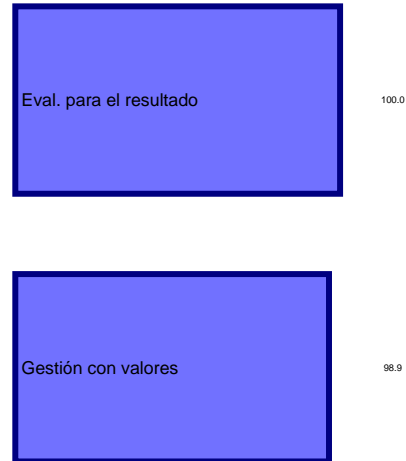 Eval. para el resultado 100.0
Gestión con valores 98.9